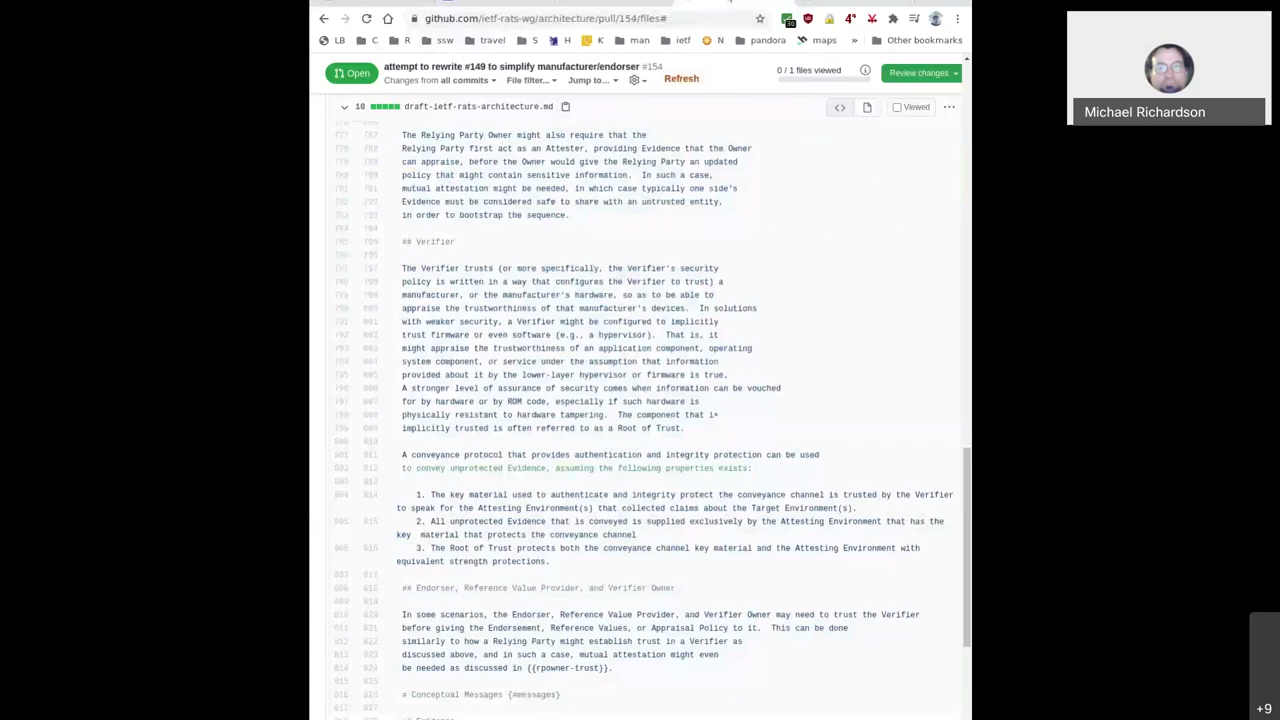 github.com/ietf-rats-wg/architecture/pull/154/files#
LB C R ssw travel S H K man ietf N pandora maps » Other bookmarks
Open
attempt to rewrite #149 to simplify manufacturer/endorser #154
Changes from all commits File filter... Jump to...
Refresh
0 / 1 files viewed
Review changes
10 draft-ietf-rats-architecture.md
Viewed
777 787 The Relying Party Owner might also require that the
Relying Party first act as an Attester, providing Evidence that the Owner
can appraise, before the Owner would give the Relying Party an updated
policy that might contain sensitive information. In such a case,
mutual attestation might be needed, in which case typically one side's
Evidence must be considered safe to share with an untrusted entity,
in order to bootstrap the sequence.
## Verifier
The Verifier trusts (or more specifically, the Verifier's security
policy is written in a way that configures the Verifier to trust) a
manufacturer, or the manufacturer's hardware, so as to be able to
appraise the trustworthiness of that manufacturer's devices. In solutions
with weaker security, a Verifier might be configured to implicitly
trust firmware or even software (e.g., a hypervisor). That is, it
might appraise the trustworthiness of an application component, operating
system component, or service under the assumption that information
provided about it by the lower-layer hypervisor or firmware is true.
A stronger level of assurance of security comes when information can be vouched
for by hardware or by ROM code, especially if such hardware is
physically resistant to hardware tampering. The component that is
implicitly trusted is often referred to as a Root of Trust.
A conveyance protocol that provides authentication and integrity protection can be used
to convey unprotected Evidence, assuming the following properties exists:
1. The key material used to authenticate and integrity protect the conveyance channel is trusted by the Verifier
to speak for the Attesting Environment(s) that collected claims about the Target Environment(s).
2. All unprotected Evidence that is conveyed is supplied exclusively by the Attesting Environment that has the
key material that protects the conveyance channel
3. The Root of Trust protects both the conveyance channel key material and the Attesting Environment with
equivalent strength protections.
## Endorser, Reference Value Provider, and Verifier Owner
In some scenarios, the Endorser, Reference Value Provider, and Verifier Owner may need to trust the Verifier
before giving the Endorsement, Reference Values, or Appraisal Policy to it. This can be done
similarly to how a Relying Party might establish trust in a Verifier as
discussed above, and in such a case, mutual attestation might even
be needed as discussed in {{rpowner-trust}}.
# Conceptual Messages {#messages}
Michael Richardson
+9